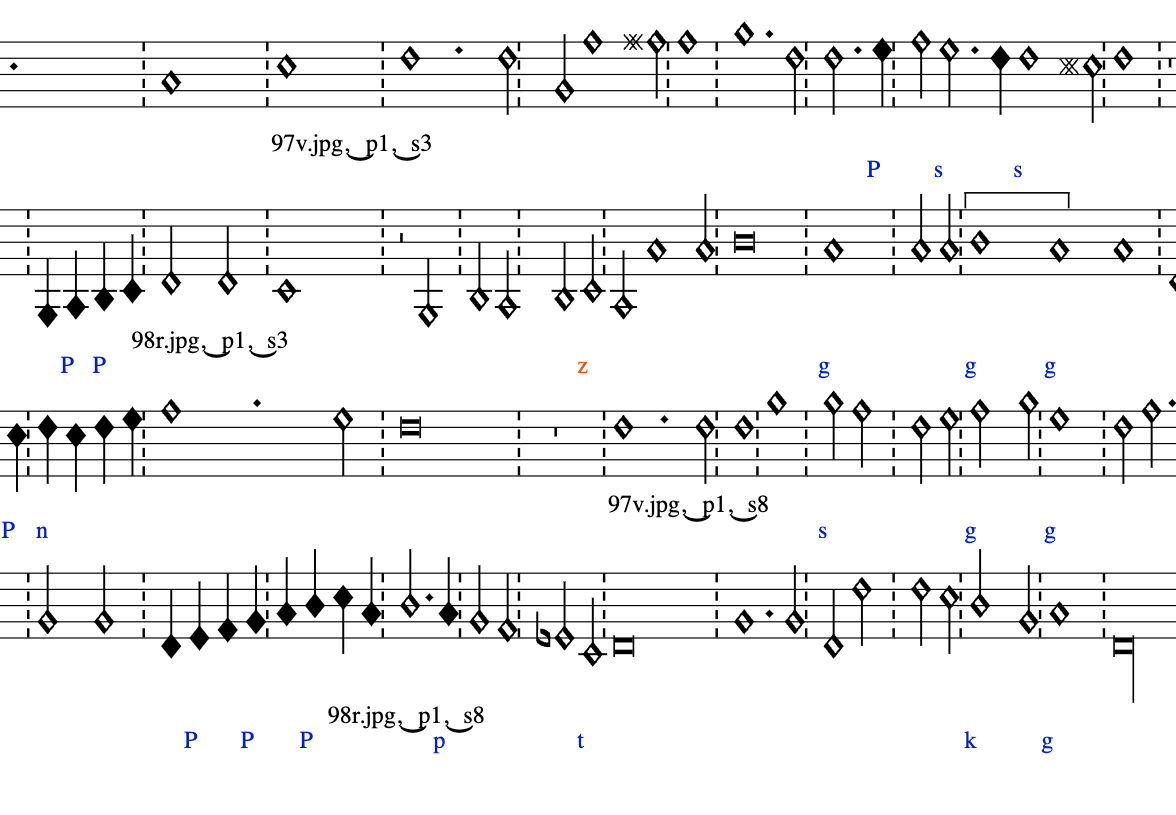 97v.jpg, p1, s3
P s s
98r.jpg, p1, s3
P P z g g g
97v.jpg, p1, s8
P n s g g
98r.jpg, p1, s8
P P P p t k g